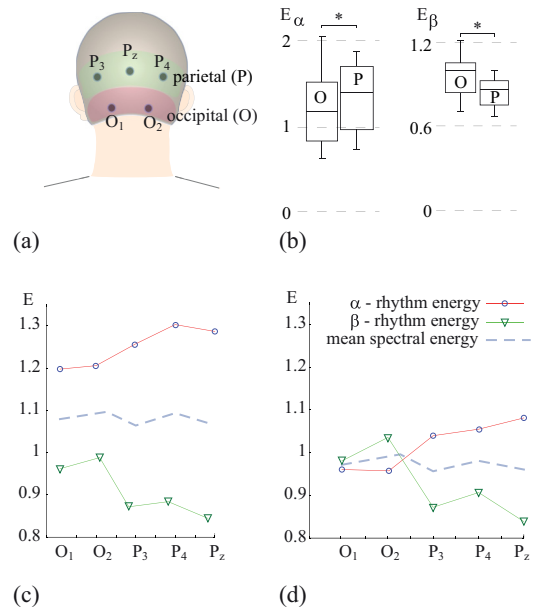 P3 Pz P4
parietal (P)
O1 O2 occipital (O)
(a)
Eα
2
1
0
*
O
P
Eβ
1.2
0.6
0
*
O
P
(b)
E
1.3
1.2
1.1
1
0.9
0.8
O1 O2 P3 P4 Pz
(c)
E
α - rhythm energy
β - rhythm energy
mean spectral energy
1.3
1.2
1.1
1
0.9
0.8
O1 O2 P3 P4 Pz
(d)